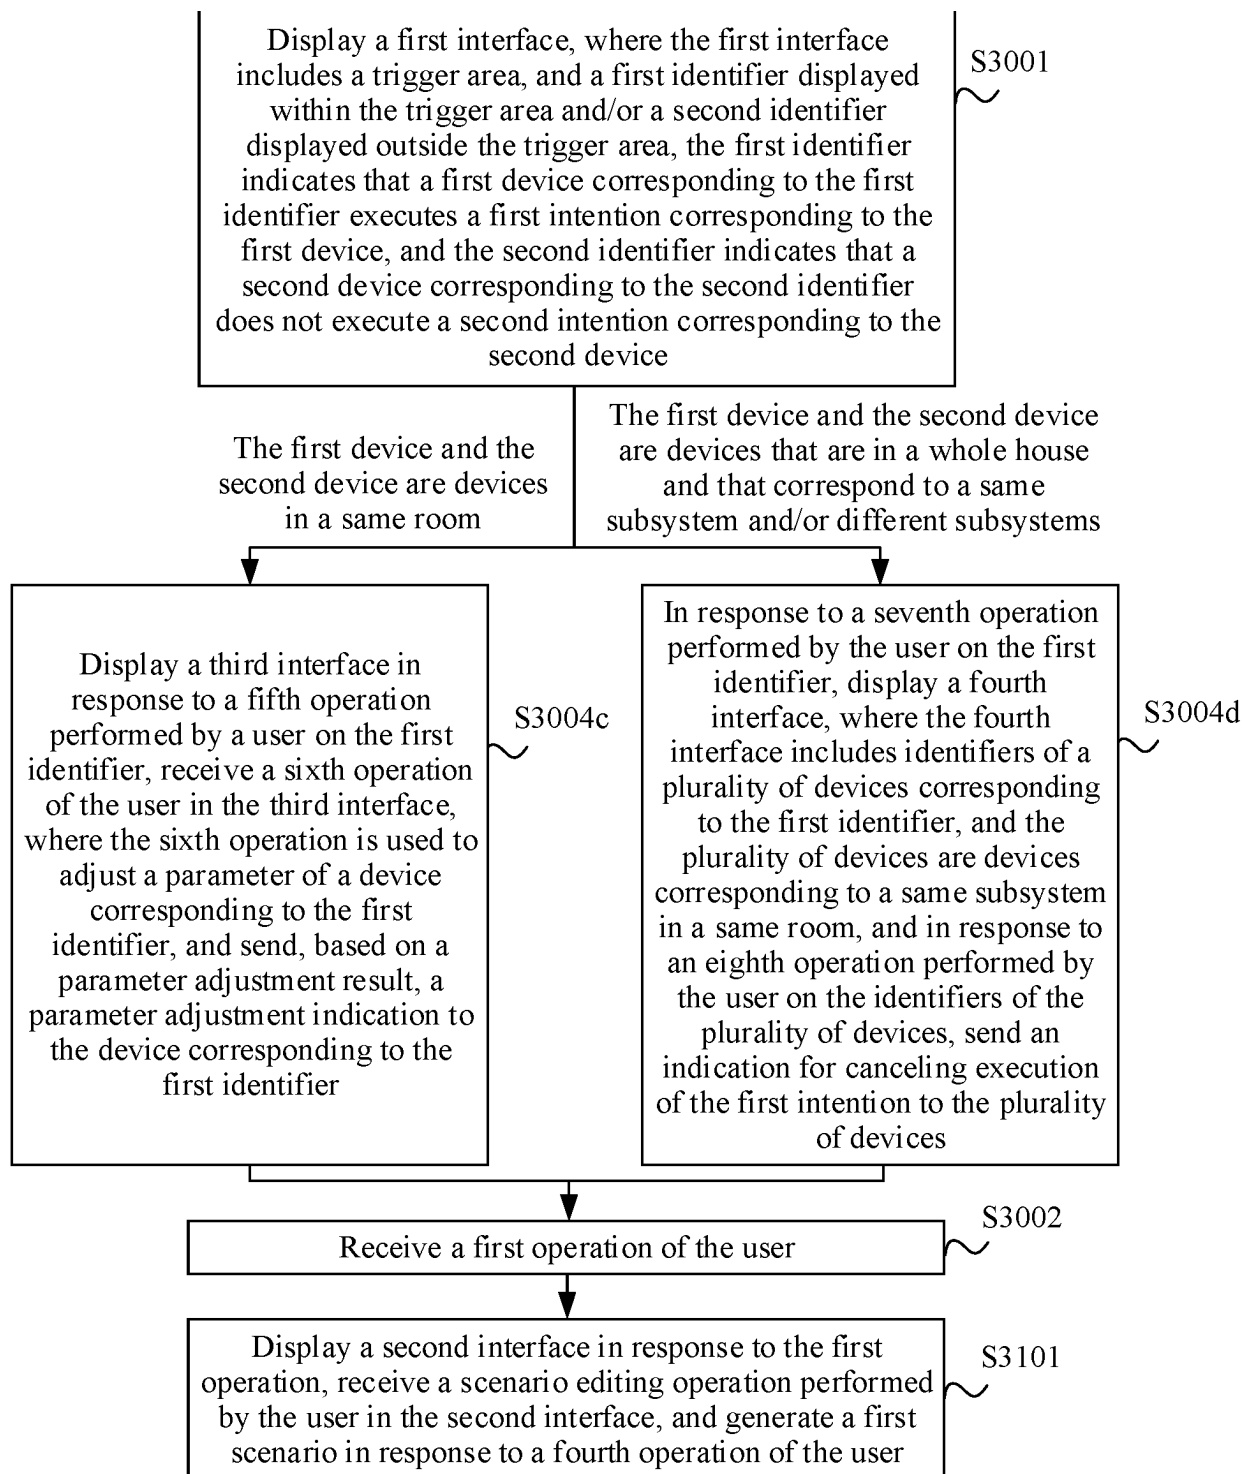 Display a first interface, where the first interface
includes a trigger area, and a first identifier displayed
within the trigger area and/or a second identifier
displayed outside the trigger area, the first identifier
indicates that a first device corresponding to the first
identifier executes a first intention corresponding to the
first device, and the second identifier indicates that a
second device corresponding to the second identifier
does not execute a second intention corresponding to the
second device
S3001
The first device and the
second device are devices
in a same room
The first device and the second device
are devices that are in a whole house
and that correspond to a same
subsystem and/or different subsystems
Display a third interface in
response to a fifth operation
performed by a user on the first
identifier, receive a sixth operation
of the user in the third interface,
where the sixth operation is used to
adjust a parameter of a device
corresponding to the first
identifier, and send, based on a
parameter adjustment result, a
parameter adjustment indication to
the device corresponding to the
first identifier
S3004c
In response to a seventh operation
performed by the user on the first
identifier, display a fourth
interface, where the fourth
interface includes identifiers of a
plurality of devices corresponding
to the first identifier, and the
plurality of devices are devices
corresponding to a same subsystem
in a same room, and in response to
an eighth operation performed by
the user on the identifiers of the
plurality of devices, send an
indication for canceling execution
of the first intention to the plurality
of devices
S3004d
Receive a first operation of the user
S3002
Display a second interface in response to the first
operation, receive a scenario editing operation performed
by the user in the second interface, and generate a first
scenario in response to a fourth operation of the user
S3101